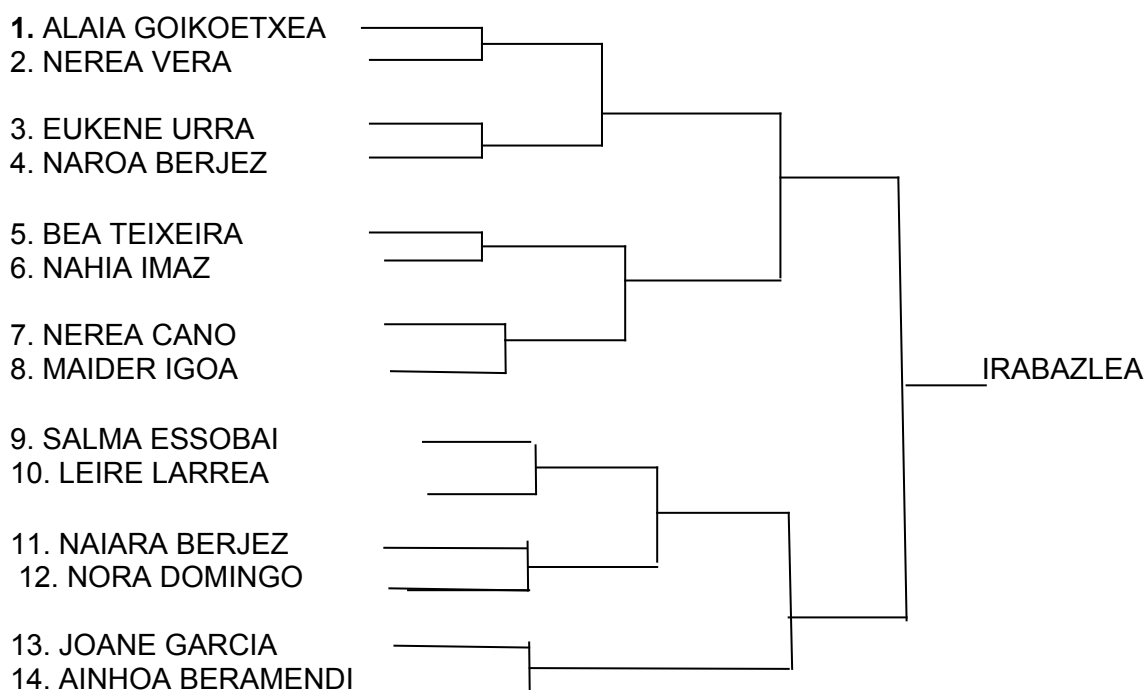 1. ALAIA GOIKOETXEA
2. NEREA VERA
3. EUKENE URRA
4. NAROA BERJEZ
5. BEA TEIXEIRA
6. NAHIA IMAZ
7. NEREA CANO
8. MAIDER IGOA
IRABAZLEA
9. SALMA ESSOBAI
10. LEIRE LARREA
11. NAIARA BERJEZ
12. NORA DOMINGO
13. JOANE GARCIA
14. AINHOA BERAMENDI